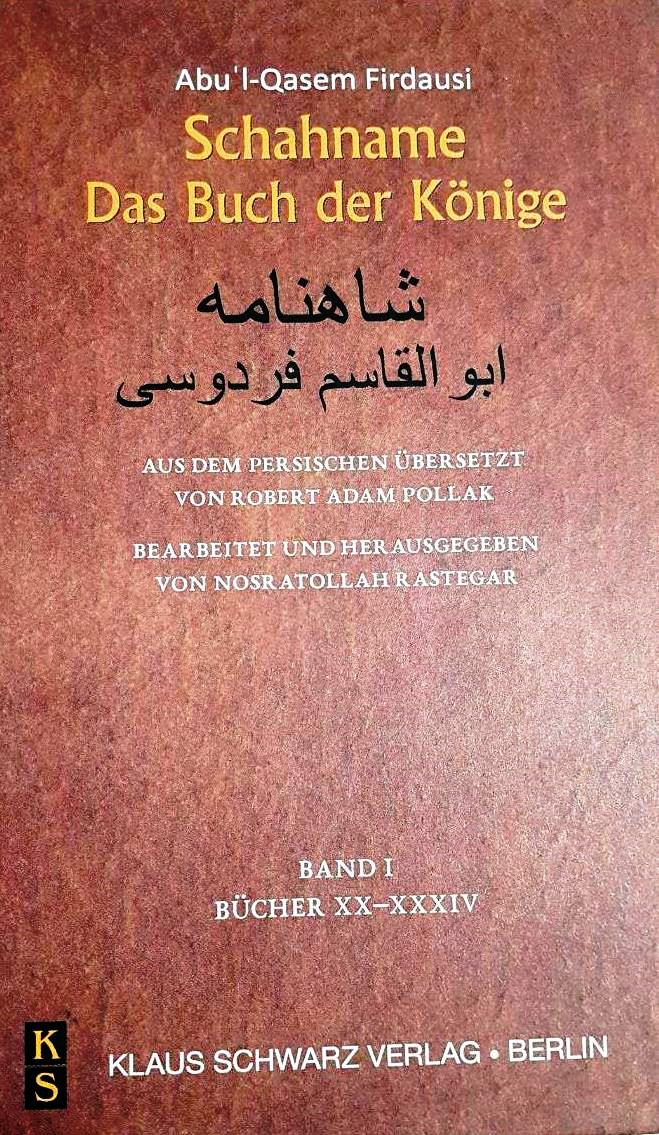 Abu'l-Qasem Firdausi
Schahname
Das Buch der Könige
شاهنامه
ابو القاسم فردوسی
AUS DEM PERSISCHEN ÜBERSETZT
VON ROBERT ADAM POLLAK
BEARBEITET UND HERAUSGEGEBEN
VON NOSRATOLLAH RASTEGAR
BAND I
BÜCHER XX–XXXIV
K
S
KLAUS SCHWARZ VERLAG • BERLIN